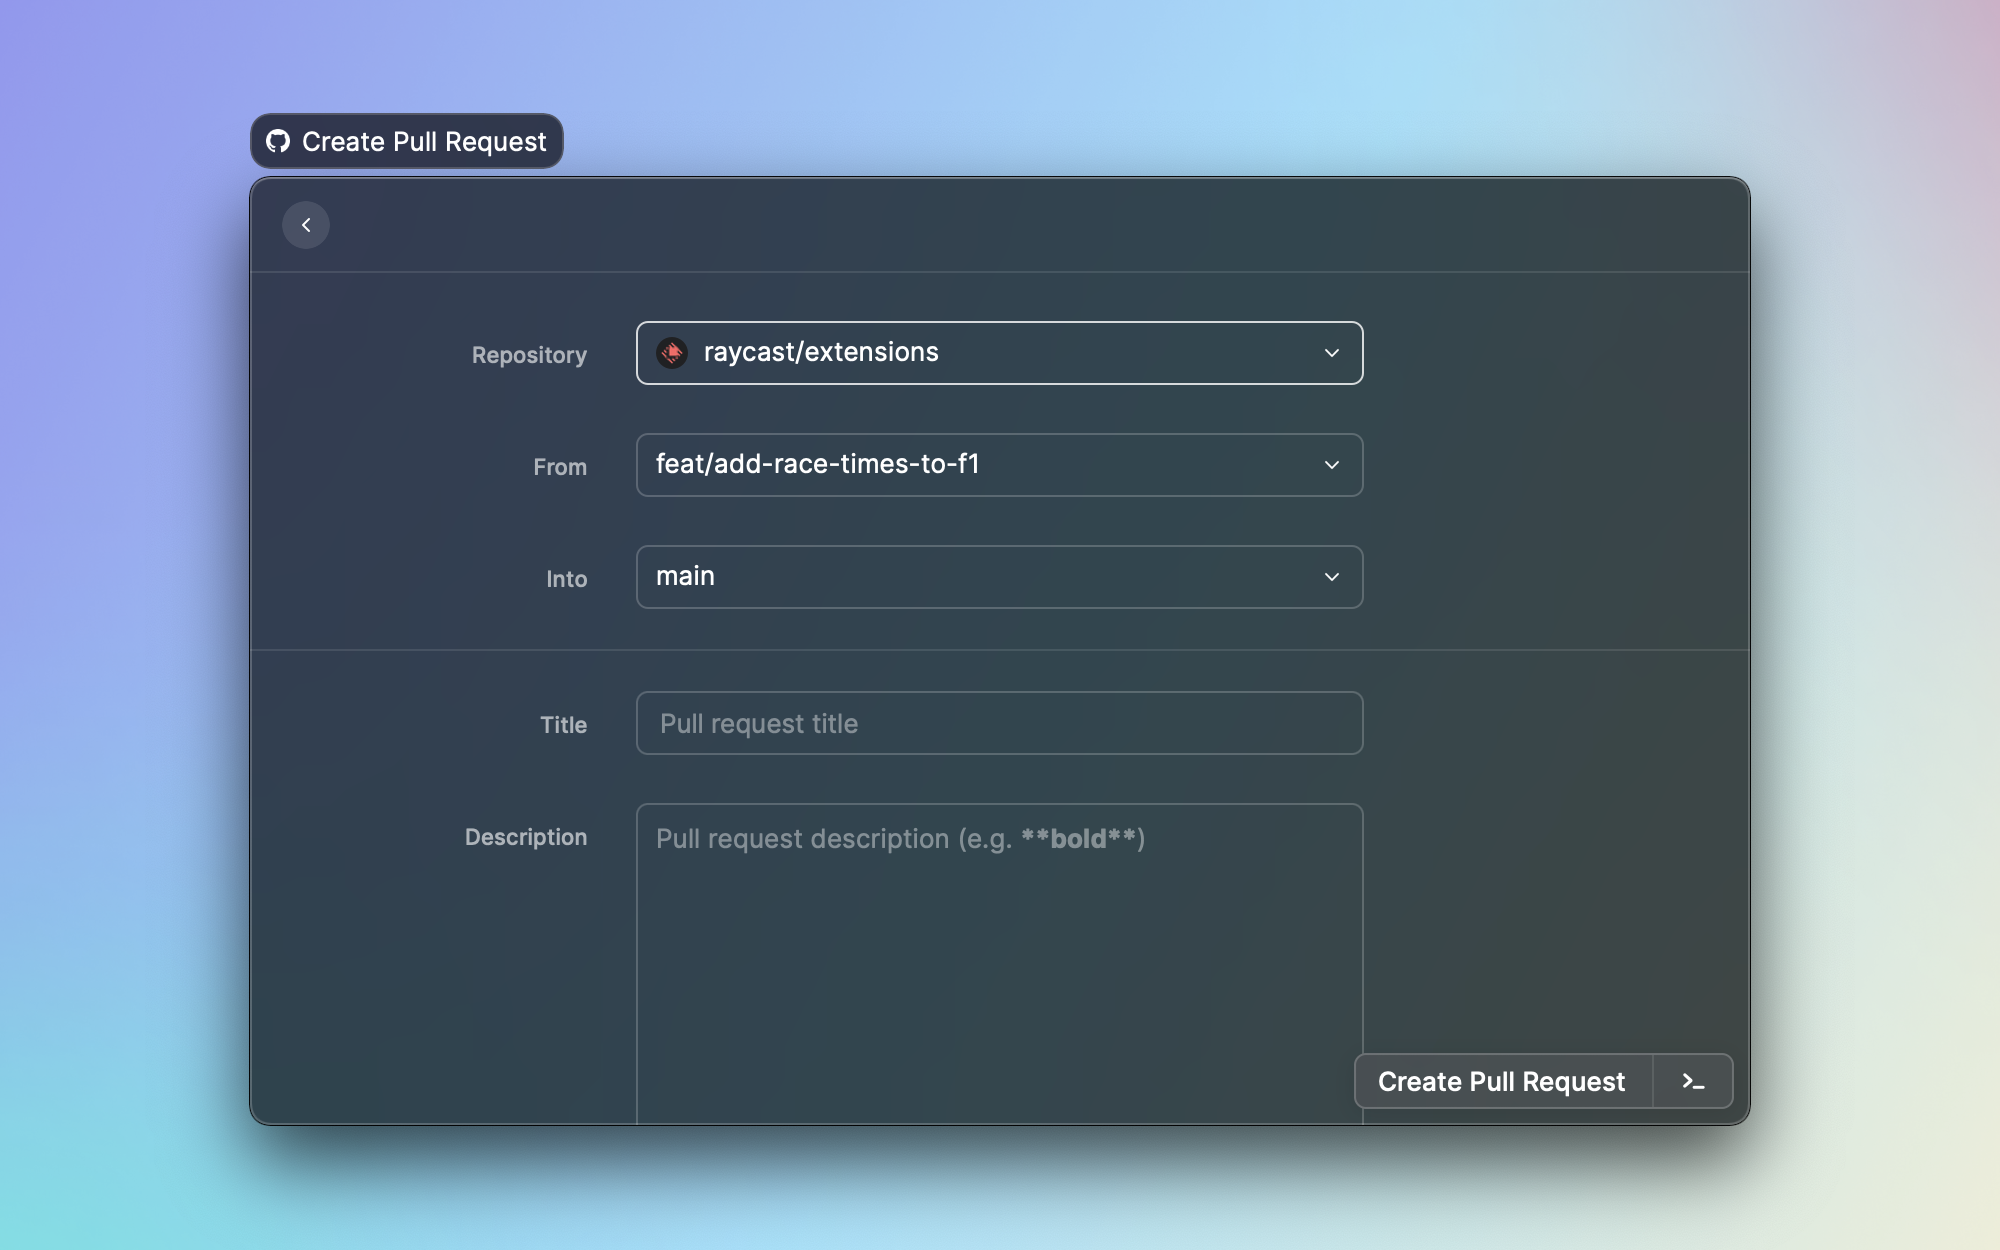 Create Pull Request
Repository
raycast/extensions
From
feat/add-race-times-to-f1
Into
main
Title
Pull request title
Description
Pull request description (e.g. **bold**)
Create Pull Request